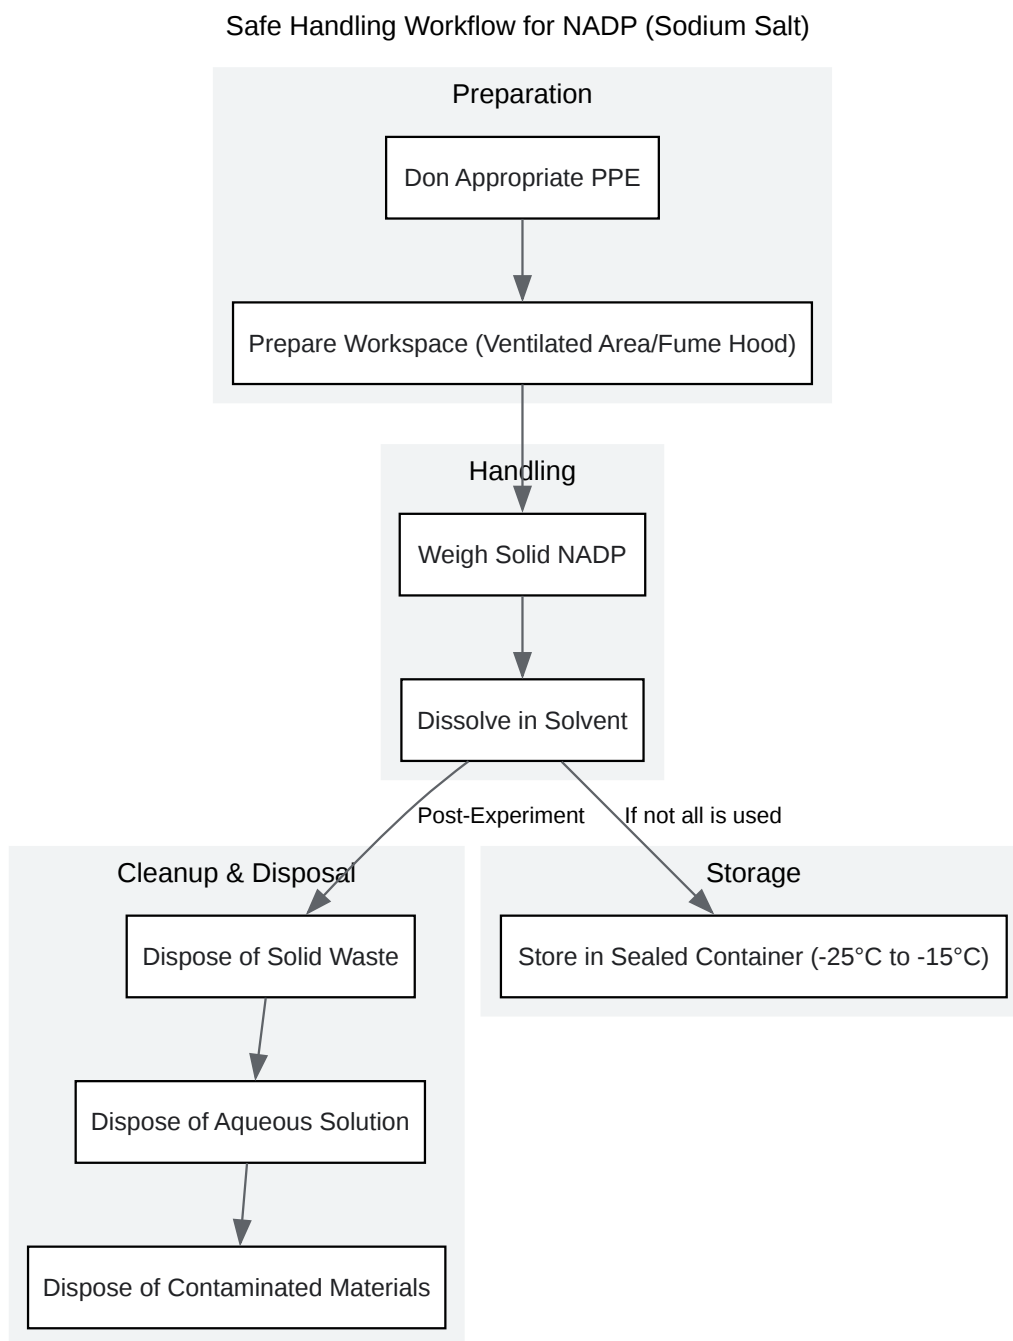 Safe Handling Workflow for NADP (Sodium Salt)
Preparation
Don Appropriate PPE
Prepare Workspace (Ventilated Area/Fume Hood)
Handling
Weigh Solid NADP
Dissolve in Solvent
Post-Experiment
If not all is used
Cleanup & Disposal
Dispose of Solid Waste
Dispose of Aqueous Solution
Dispose of Contaminated Materials
Storage
Store in Sealed Container (-25°C to -15°C)